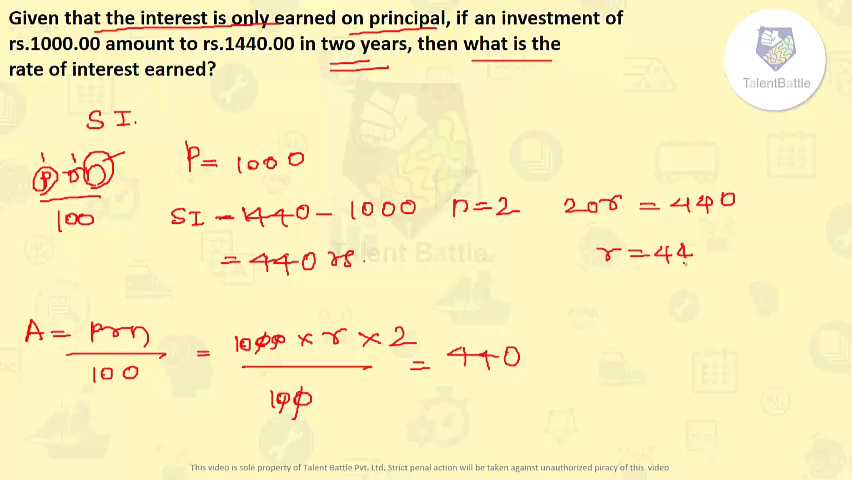 Given that the interest is only earned on principal, if an investment of
rs.1000.00 amount to rs.1440.00 in two years, then what is the
rate of interest earned?
TalentBattle
S I.
P = 1000
100
SI - 1440 - 1000 n=2 20r = 440
= 440 rs. r = 44
Talent Battle
A = Prn / 100 = 1000 × r × 2 / 100 = 440
This video is sole property of Talent Battle Pvt. Ltd. Strict penal action will be taken against unauthorized piracy of this video